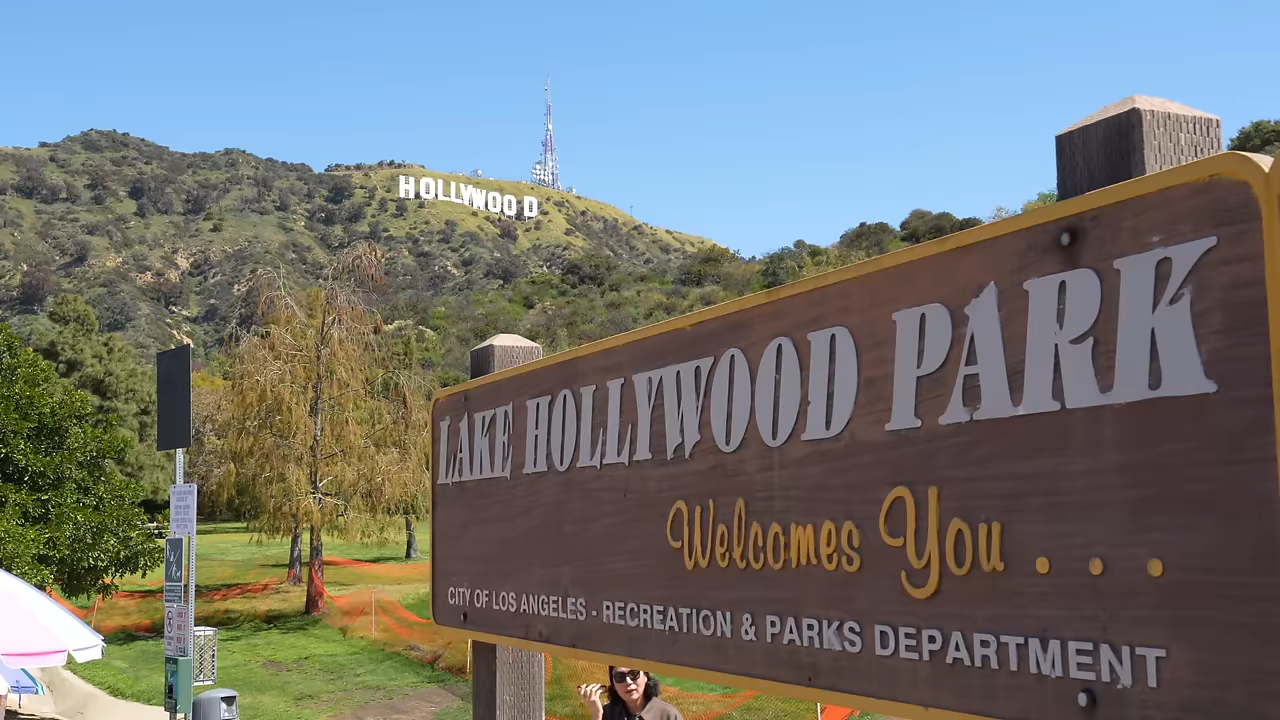 HOLLYWOOD
LAKE HOLLYWOOD PARK
Welcomes You . . .
CITY OF LOS ANGELES - RECREATION & PARKS DEPARTMENT